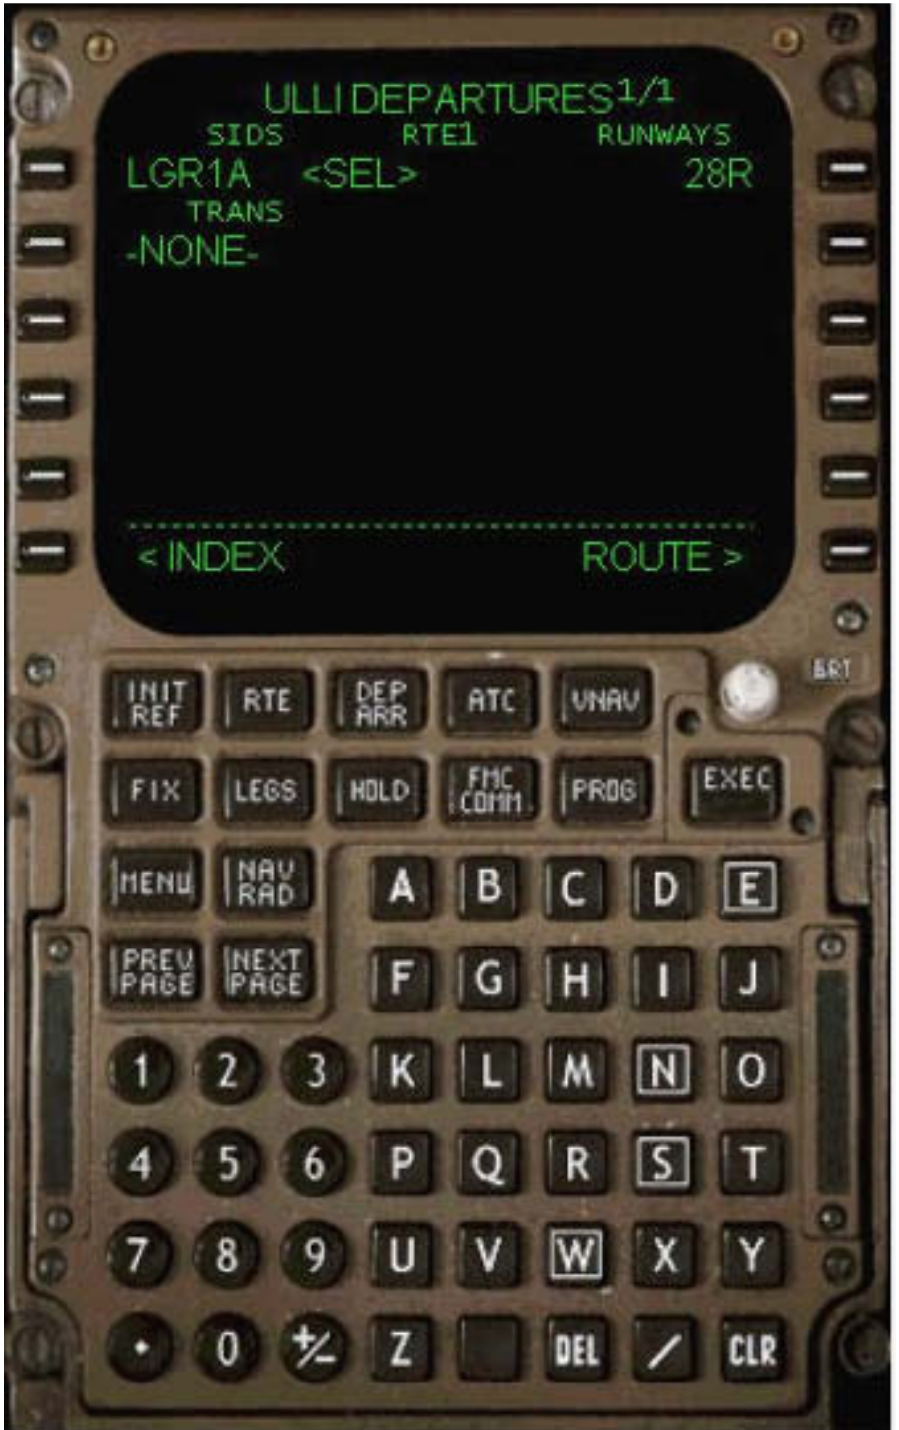 ULLI DEPARTURES 1/1
SIDS RTE1 RUNWAYS
LGR1A <SEL> 28R
TRANS
-NONE-
< INDEX ROUTE >
BRT
INIT REF RTE DEP ARR ATC VNAV
FIX LEGS HOLD FMC COMM PROG EXEC
MENU NAV RAD
A B C D E
PREV PAGE NEXT PAGE
F G H I J
1 2 3 K L M N O
4 5 6 P Q R S T
7 8 9 U V W X Y
. 0 +/- Z DEL / CLR